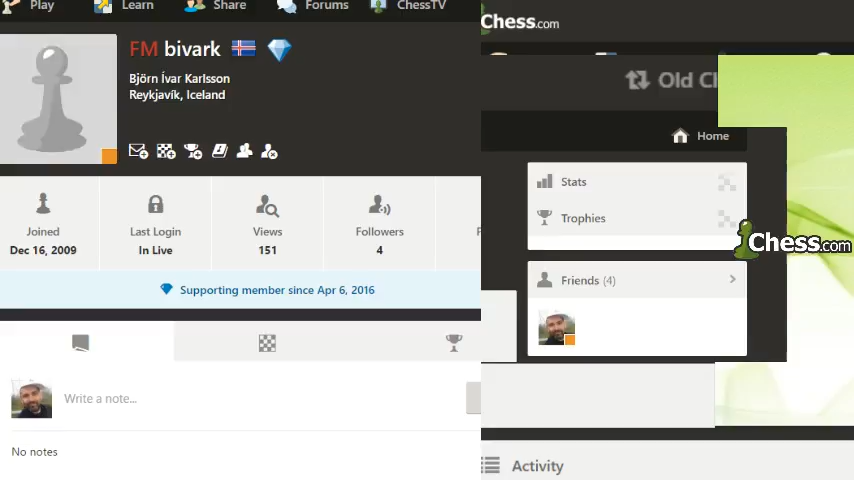 Play Learn Share Forums ChessTV
FM bivark
Björn Ívar Karlsson
Reykjavík, Iceland
Joined
Dec 16, 2009
Last Login
In Live
Views
151
Followers
4
Supporting member since Apr 6, 2016
Write a note...
No notes
Chess.com
Old C
Home
Stats
Trophies
Chess.com
Friends (4)
Activity